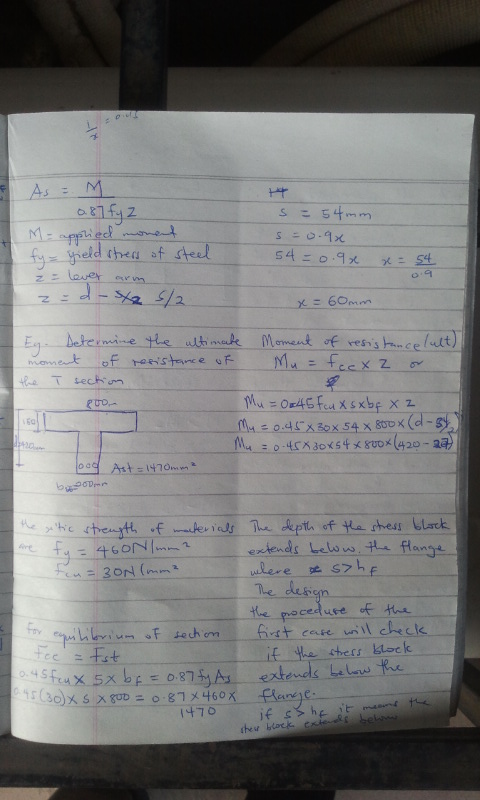 1/x = 0.45
As = M
0.87fyZ
M = applied moment
fy = yield stress of steel
z = lever arm
z = d - s/2
Eg. Determine the ultimate
moment of resistance of
the T section
800mm
150
420mm
Ast = 1470mm²
the xtic strength of materials
are fy = 460N/mm²
fcu = 30N/mm²
for equilibrium of section
Fcc = Fst
0.45fcu x S x bf = 0.87fyAs
0.45(30) x S x 800 = 0.87 x 460 x
1470
s = 54mm
s = 0.9x
54 = 0.9x x = 54/0.9
x = 60mm
Moment of resistance (ult)
Mu = fcc x Z or
Mu = 0.45fcu x s x bf x z
Mu = 0.45 x 30 x 54 x 800 x (d - s/2)
Mu = 0.45 x 30 x 54 x 800 x (420 - 27)
The depth of the stress block
extends below the flange
where s > hf
The design
the procedure of the
first case will check
if the stress block
extends below the
flange.
if s > hf it means the
stress block extends below